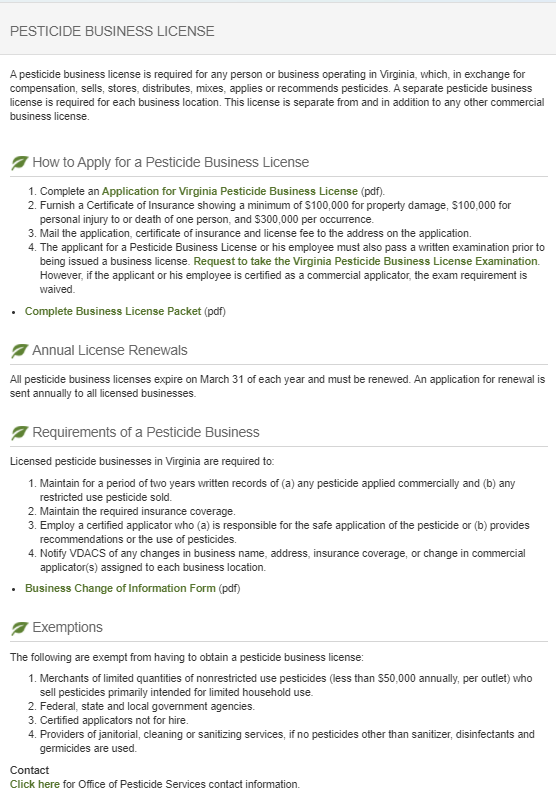 PESTICIDE BUSINESS LICENSE
A pesticide business license is required for any person or business operating in Virginia, which, in exchange for
compensation, sells, stores, distributes, mixes, applies or recommends pesticides. A separate pesticide business
license is required for each business location. This license is separate from and in addition to any other commercial
business license.
How to Apply for a Pesticide Business License
1. Complete an Application for Virginia Pesticide Business License (pdf).
2. Furnish a Certificate of Insurance showing a minimum of $100,000 for property damage, $100,000 for
personal injury to or death of one person, and $300,000 per occurrence.
3. Mail the application, certificate of insurance and license fee to the address on the application.
4. The applicant for a Pesticide Business License or his employee must also pass a written examination prior to
being issued a business license. Request to take the Virginia Pesticide Business License Examination.
However, if the applicant or his employee is certified as a commercial applicator, the exam requirement is
waived.
• Complete Business License Packet (pdf)
Annual License Renewals
All pesticide business licenses expire on March 31 of each year and must be renewed. An application for renewal is
sent annually to all licensed businesses.
Requirements of a Pesticide Business
Licensed pesticide businesses in Virginia are required to:
1. Maintain for a period of two years written records of (a) any pesticide applied commercially and (b) any
restricted use pesticide sold.
2. Maintain the required insurance coverage.
3. Employ a certified applicator who (a) is responsible for the safe application of the pesticide or (b) provides
recommendations or the use of pesticides.
4. Notify VDACS of any changes in business name, address, insurance coverage, or change in commercial
applicator(s) assigned to each business location.
• Business Change of Information Form (pdf)
Exemptions
The following are exempt from having to obtain a pesticide business license:
1. Merchants of limited quantities of nonrestricted use pesticides (less than $50,000 annually, per outlet) who
sell pesticides primarily intended for limited household use.
2. Federal, state and local government agencies.
3. Certified applicators not for hire.
4. Providers of janitorial, cleaning or sanitizing services, if no pesticides other than sanitizer, disinfectants and
germicides are used.
Contact
Click here for Office of Pesticide Services contact information.